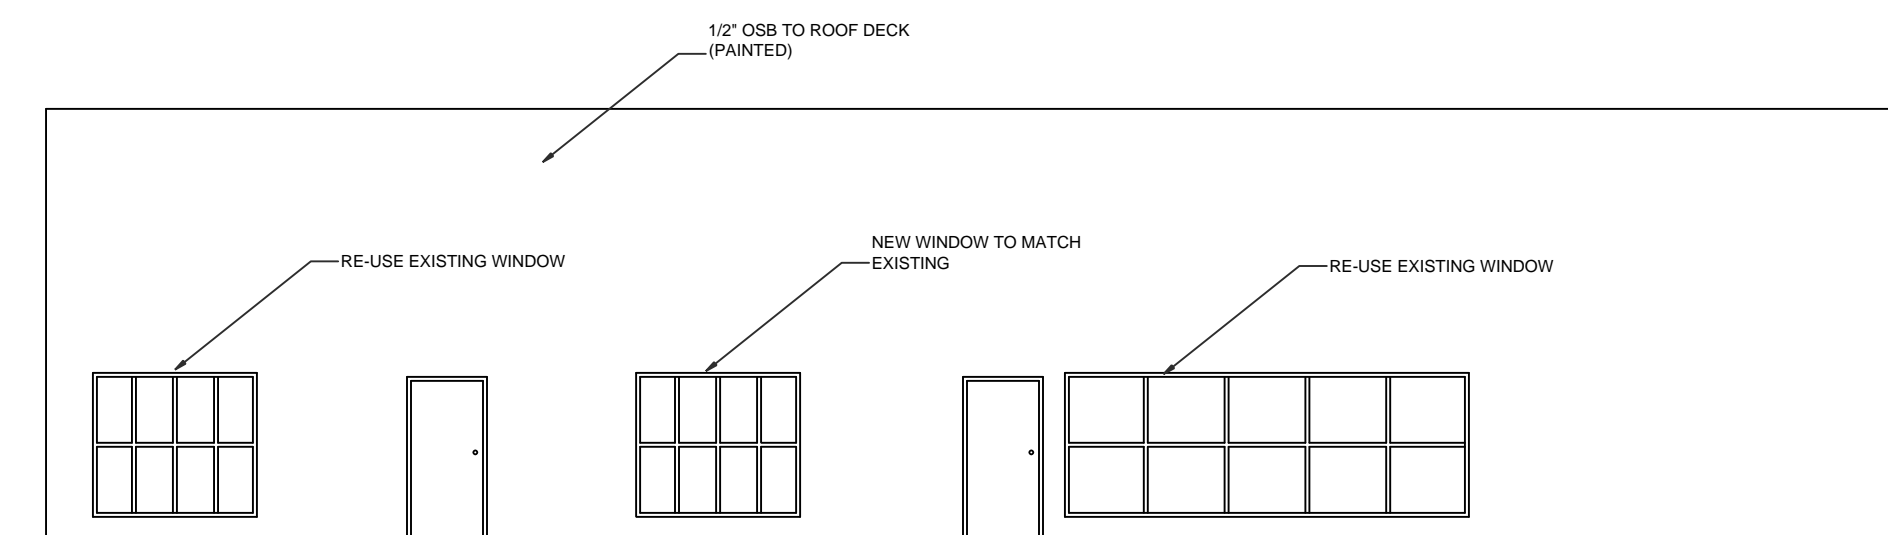 1/2" OSB TO ROOF DECK
(PAINTED)
NEW WINDOW TO MATCH
EXISTING
RE-USE EXISTING WINDOW
RE-USE EXISTING WINDOW